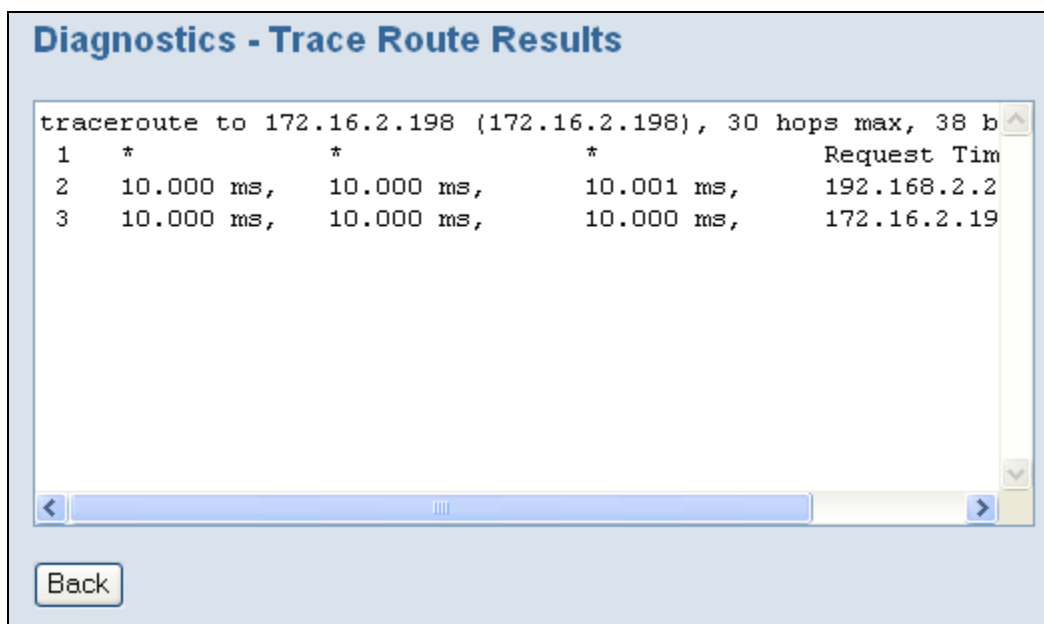 Diagnostics - Trace Route Results
traceroute to 172.16.2.198 (172.16.2.198), 30 hops max, 38 b
1 * * * Request Tim
2 10.000 ms, 10.000 ms, 10.001 ms, 192.168.2.2
3 10.000 ms, 10.000 ms, 10.000 ms, 172.16.2.19
Back